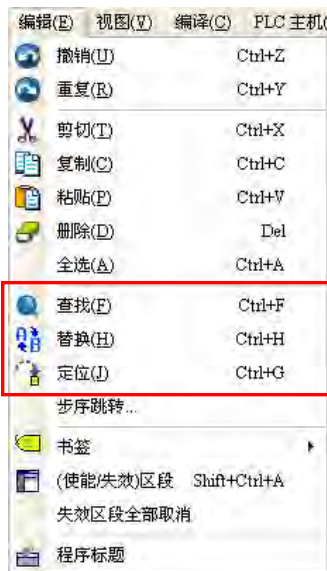 编辑(E) 视图(V) 编译(C) PLC 主机(
撤销(U) Ctrl+Z
重复(R) Ctrl+Y
剪切(T) Ctrl+X
复制(C) Ctrl+C
粘贴(P) Ctrl+V
删除(D) Del
全选(A) Ctrl+A
查找(F) Ctrl+F
替换(H) Ctrl+H
定位(J) Ctrl+G
步序跳转...
书签
(使能/失效)区段 Shift+Ctrl+A
失效区段全部取消
程序标题